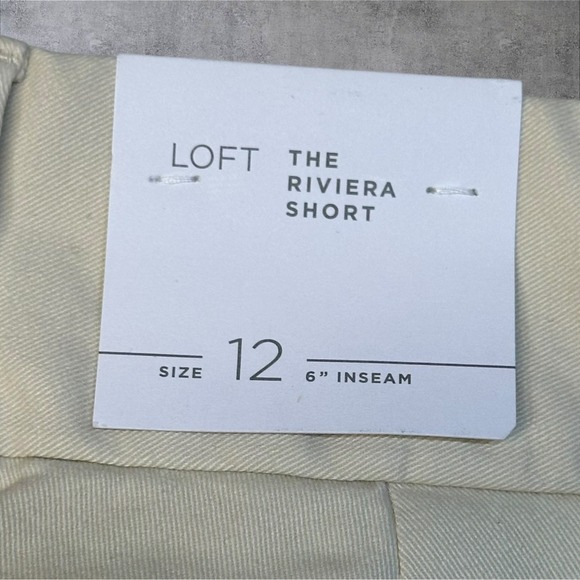 LOFT THE
RIVIERA
SHORT
SIZE 12 6” INSEAM